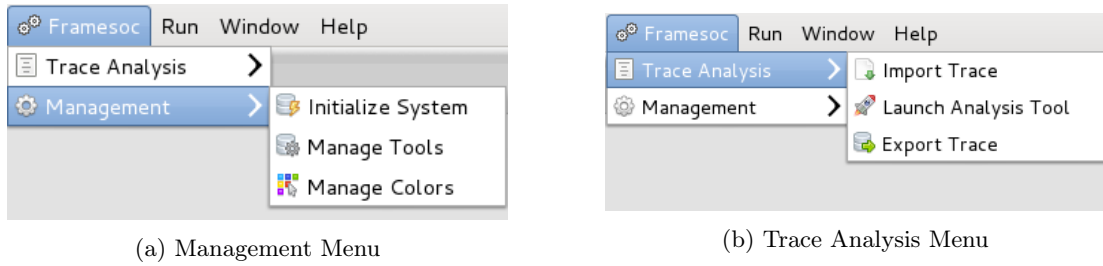 Framesoc Run Window Help
Trace Analysis
Management
Initialize System
Manage Tools
Manage Colors
(a) Management Menu
Framesoc Run Window Help
Trace Analysis
Management
Import Trace
Launch Analysis Tool
Export Trace
(b) Trace Analysis Menu